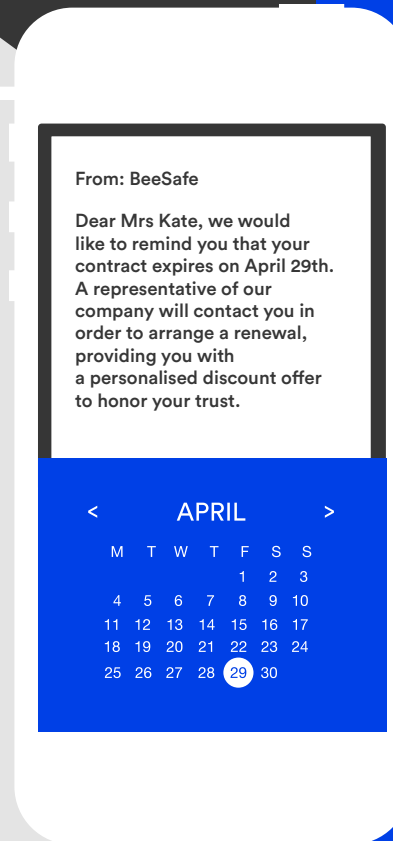 From: BeeSafe
Dear Mrs Kate, we would
like to remind you that your
contract expires on April 29th.
A representative of our
company will contact you in
order to arrange a renewal,
providing you with
a personalised discount offer
to honor your trust.
< APRIL >
M T W T F S S
1 2 3
4 5 6 7 8 9 10
11 12 13 14 15 16 17
18 19 20 21 22 23 24
25 26 27 28 29 30